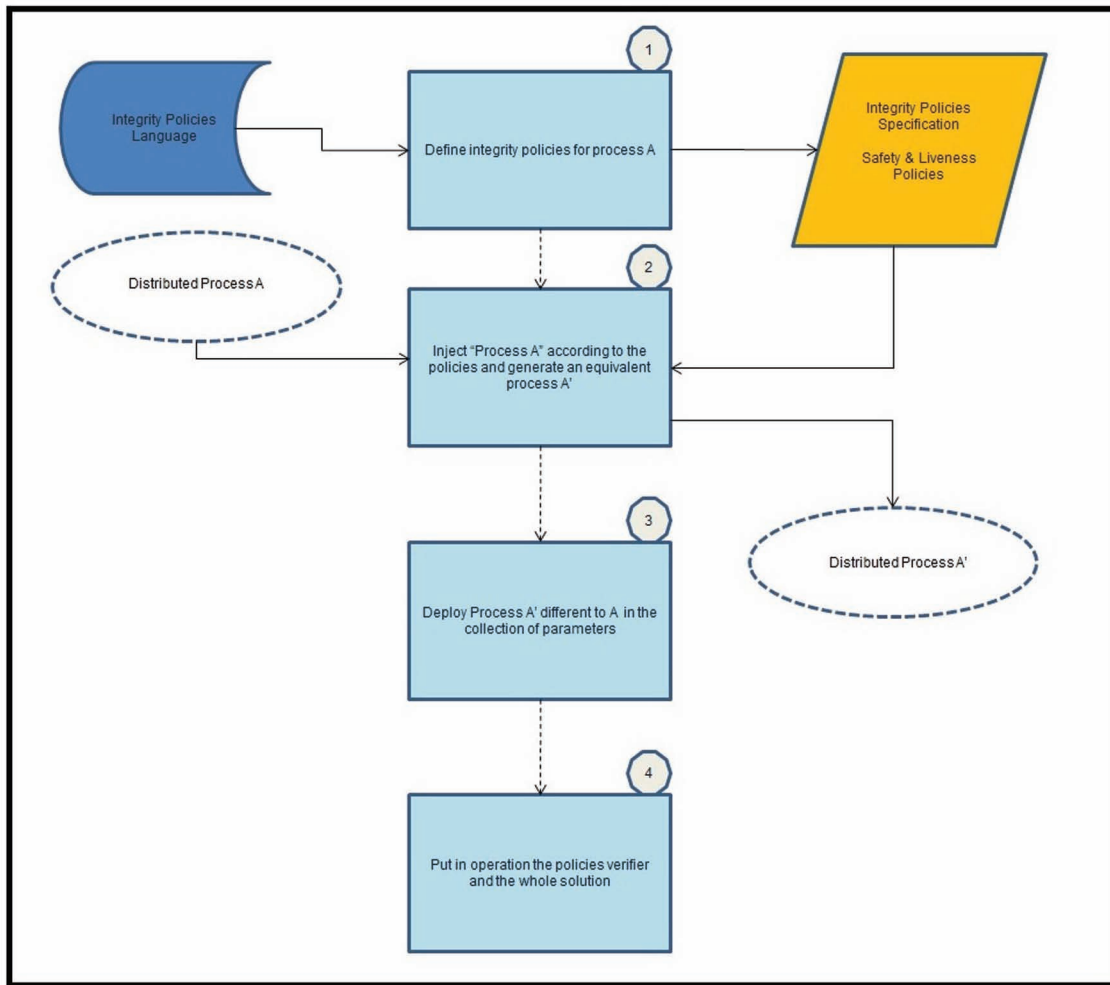 1
Integrity Policies
Language
Define integrity policies for process A
Integrity Policies
Specification
Safety & Liveness
Policies
Distributed Process A
2
Inject “Process A” according to the
policies and generate an equivalent
process A’
3
Deploy Process A’ different to A in the
collection of parameters
Distributed Process A’
4
Put in operation the policies verifier
and the whole solution